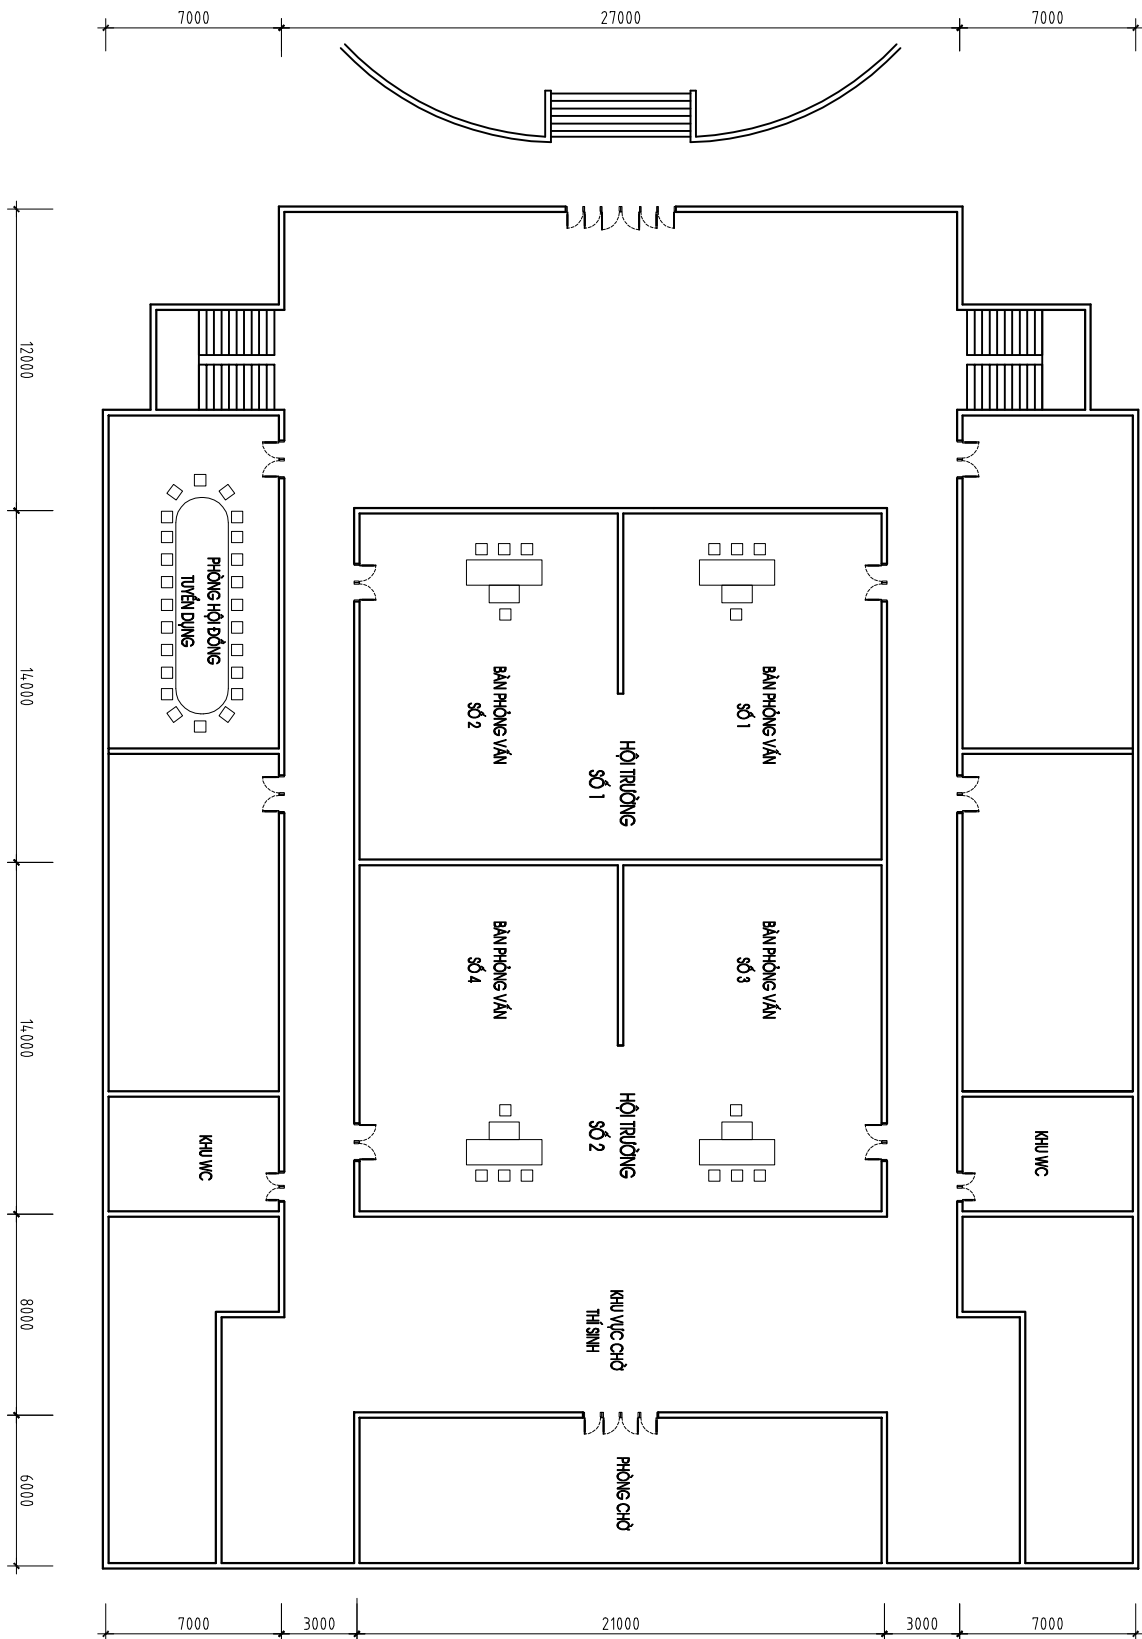 7000
27000
7000
12000
14000
14000
8000
6000
PHÒNG HỘI ĐỒNG
TUYỂN DỤNG
BÀN PHỎNG VẤN
SỐ 2
BÀN PHỎNG VẤN
SỐ 1
HỘI TRƯỜNG
SỐ 1
BÀN PHỎNG VẤN
SỐ 4
BÀN PHỎNG VẤN
SỐ 3
HỘI TRƯỜNG
SỐ 2
KHU WC
KHU WC
KHU VỰC CHỜ
THÍ SINH
PHÒNG CHỜ
7000
3000
21000
3000
7000